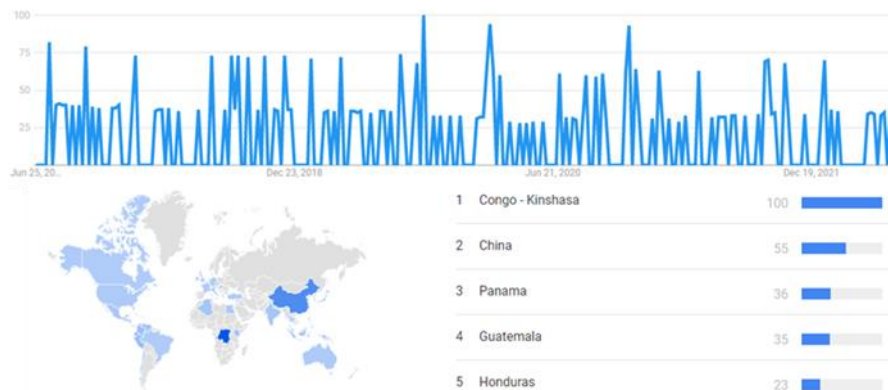 100
75
50
25
Jun 25, 20...
Dec 23, 2018
Jun 21, 2020
Dec 19, 2021
1 Congo - Kinshasa 100
2 China 55
3 Panama 36
4 Guatemala 35
5 Honduras 23